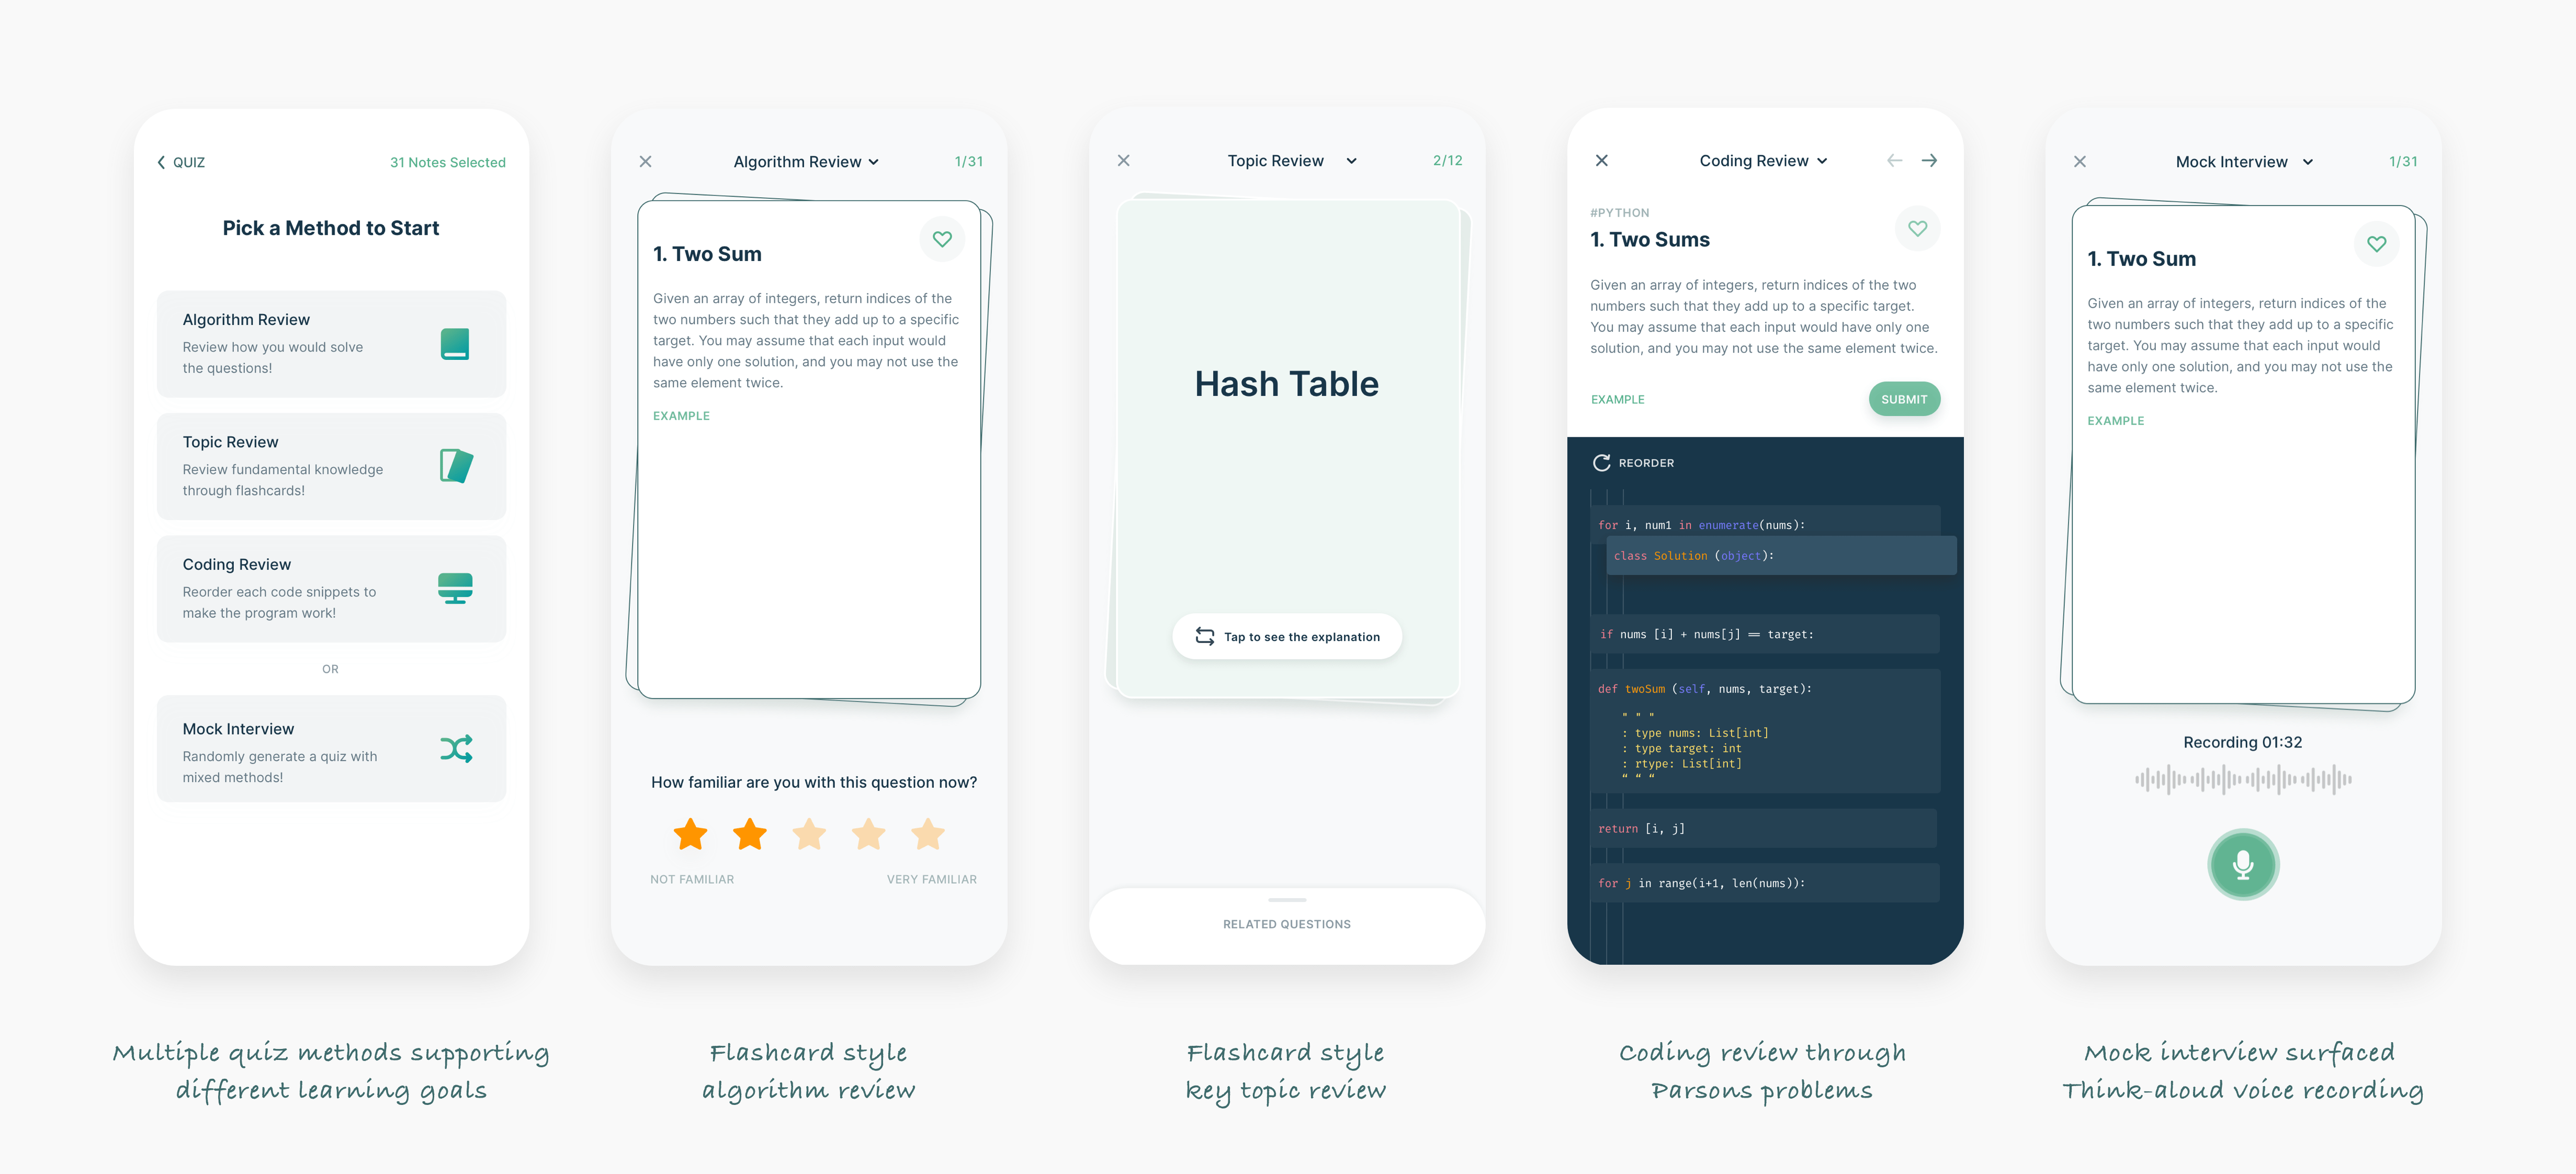 QUIZ
31 Notes Selected
Pick a Method to Start
Algorithm Review
Review how you would solve
the questions!
Topic Review
Review fundamental knowledge
through flashcards!
Coding Review
Reorder each code snippets to
make the program work!
OR
Mock Interview
Randomly generate a quiz with
mixed methods!
Multiple quiz methods supporting
different learning goals
Algorithm Review
1/31
1. Two Sum
Given an array of integers, return indices of the
two numbers such that they add up to a specific
target. You may assume that each input would
have only one solution, and you may not use the
same element twice.
EXAMPLE
How familiar are you with this question now?
NOT FAMILIAR
VERY FAMILIAR
Flashcard style
algorithm review
Topic Review
2/12
Hash Table
Tap to see the explanation
RELATED QUESTIONS
Flashcard style
key topic review
Coding Review
#PYTHON
1. Two Sums
Given an array of integers, return indices of the two
numbers such that they add up to a specific target.
You may assume that each input would have only one
solution, and you may not use the same element twice.
EXAMPLE
SUBMIT
REORDER
for i, num1 in enumerate(nums):
class Solution (object):
if nums [i] + nums[j] == target:
def twoSum (self, nums, target):
" " "
: type nums: List[int]
: type target: int
: rtype: List[int]
“ “ “
return [i, j]
for j in range(i+1, len(nums)):
Coding review through
Parsons problems
Mock Interview
1/31
1. Two Sum
Given an array of integers, return indices of the
two numbers such that they add up to a specific
target. You may assume that each input would
have only one solution, and you may not use the
same element twice.
EXAMPLE
Recording 01:32
Mock interview surfaced
Think-aloud voice recording